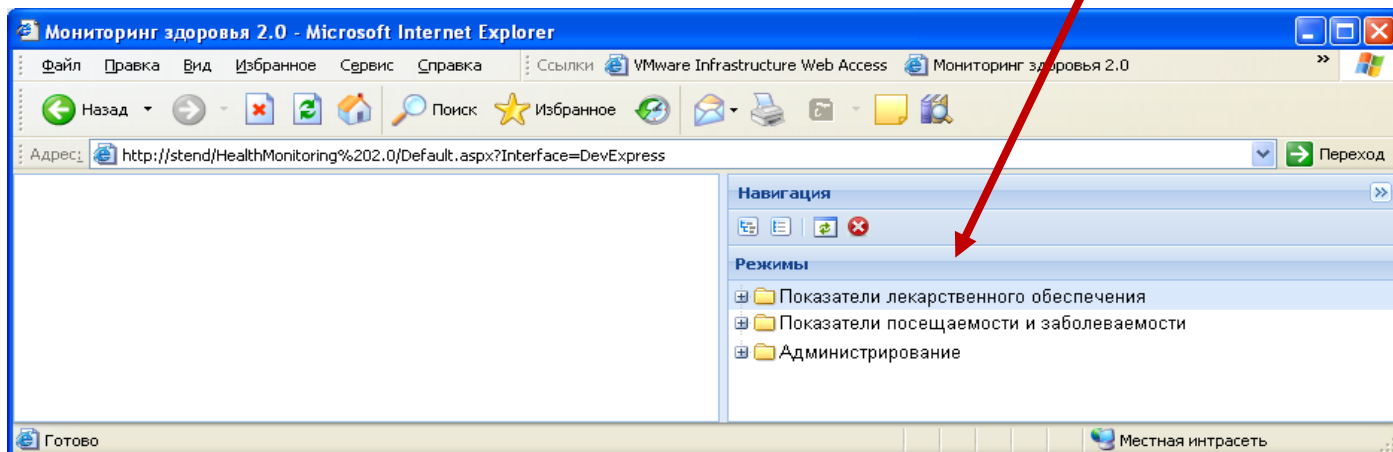 Мониторинг здоровья 2.0 - Microsoft Internet Explorer
Файл Правка Вид Избранное Сервис Справка Ссылки VMware Infrastructure Web Access Мониторинг здоровья 2.0 »
Назад Поиск Избранное
Адрес: http://stend/HealthMonitoring%202.0/Default.aspx?Interface=DevExpress Переход
Навигация
Режимы
Показатели лекарственного обеспечения
Показатели посещаемости и заболеваемости
Администрирование
Готово Местная интрасеть